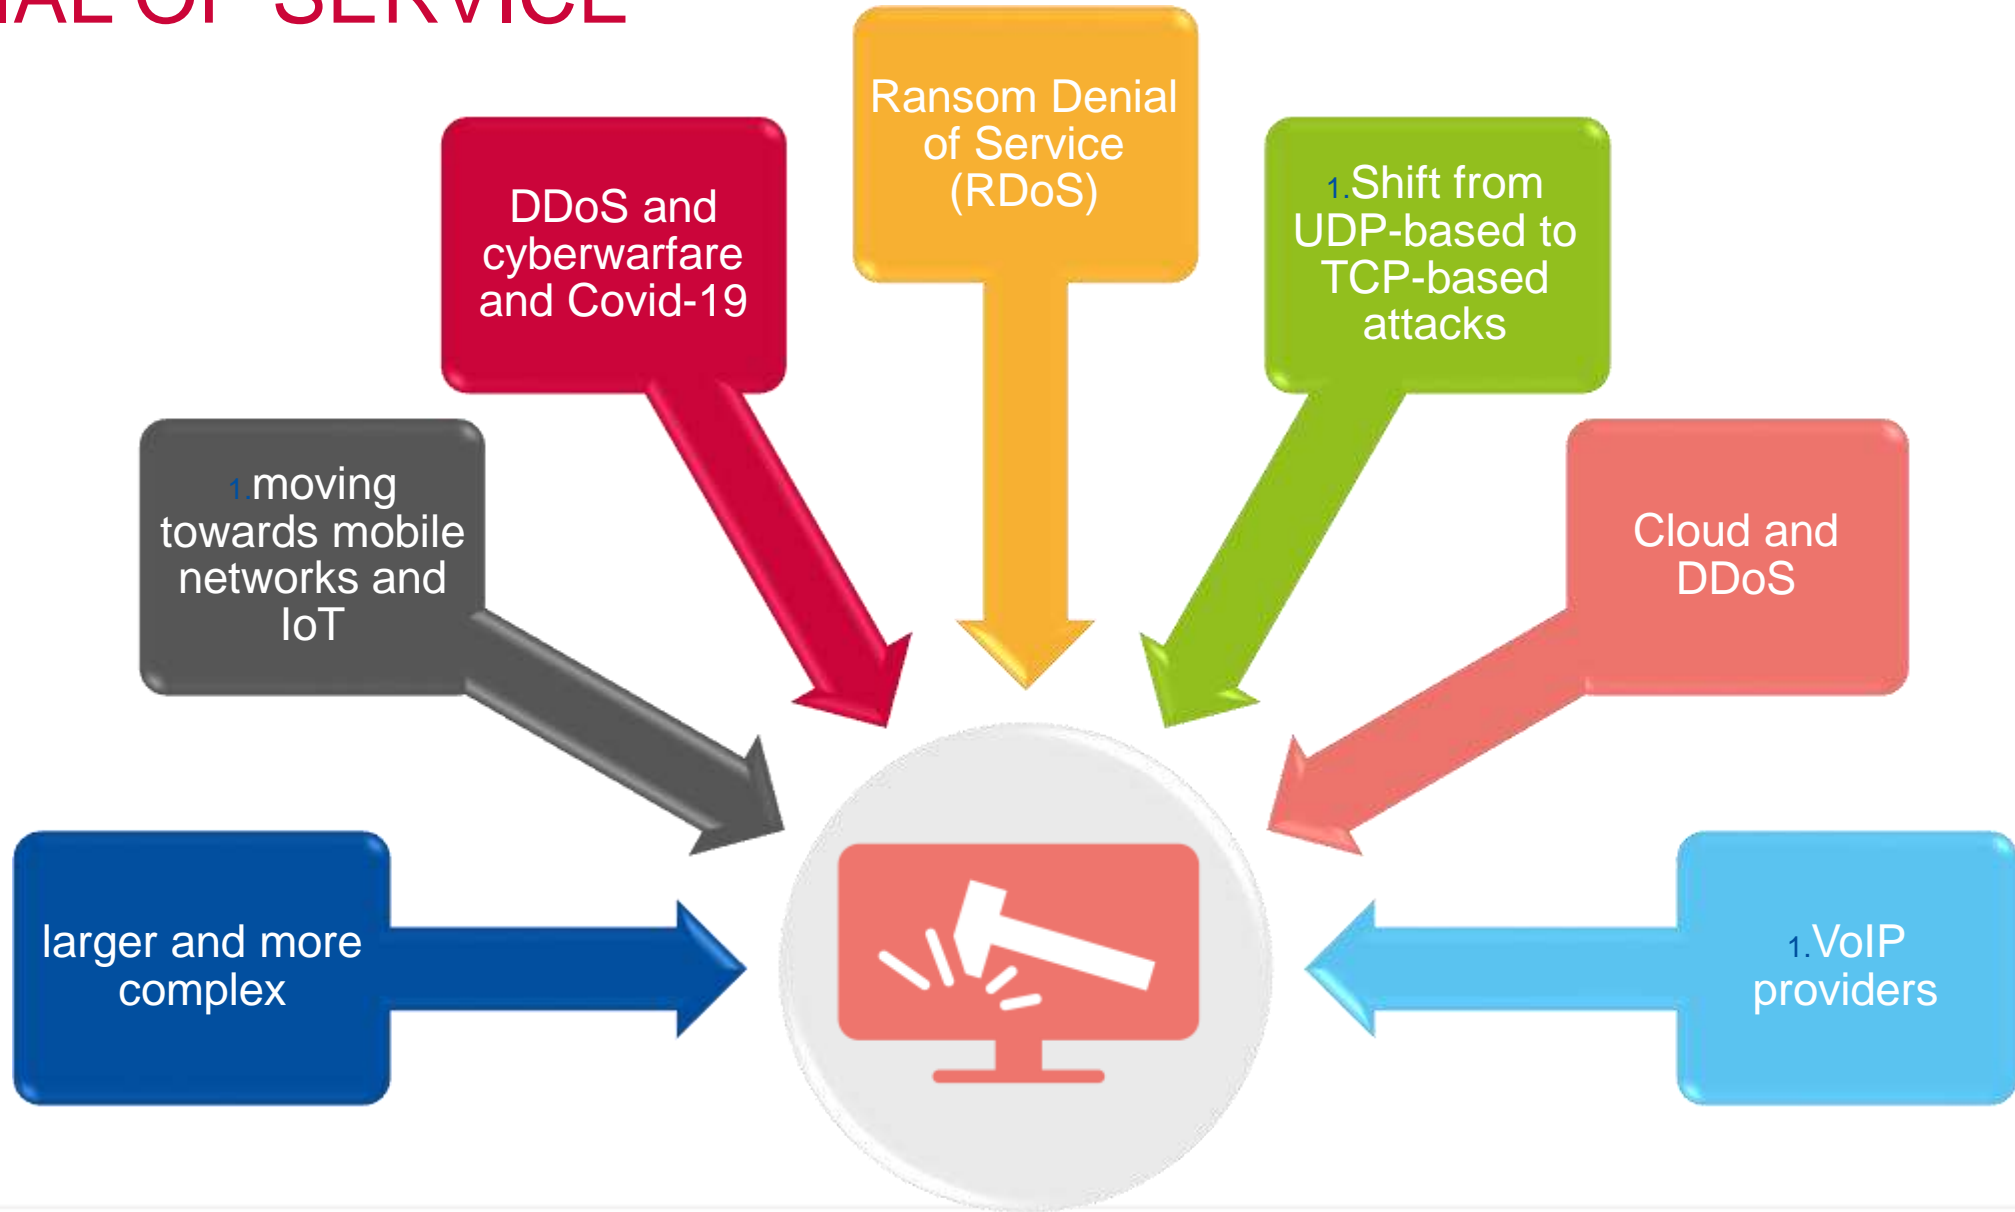 IAL OF SERVICE
Ransom Denial
of Service
(RDoS)
DDoS and
cyberwarfare
and Covid-19
1.Shift from
UDP-based to
TCP-based
attacks
1.moving
towards mobile
networks and
IoT
Cloud and
DDoS
larger and more
complex
1.VoIP
providers